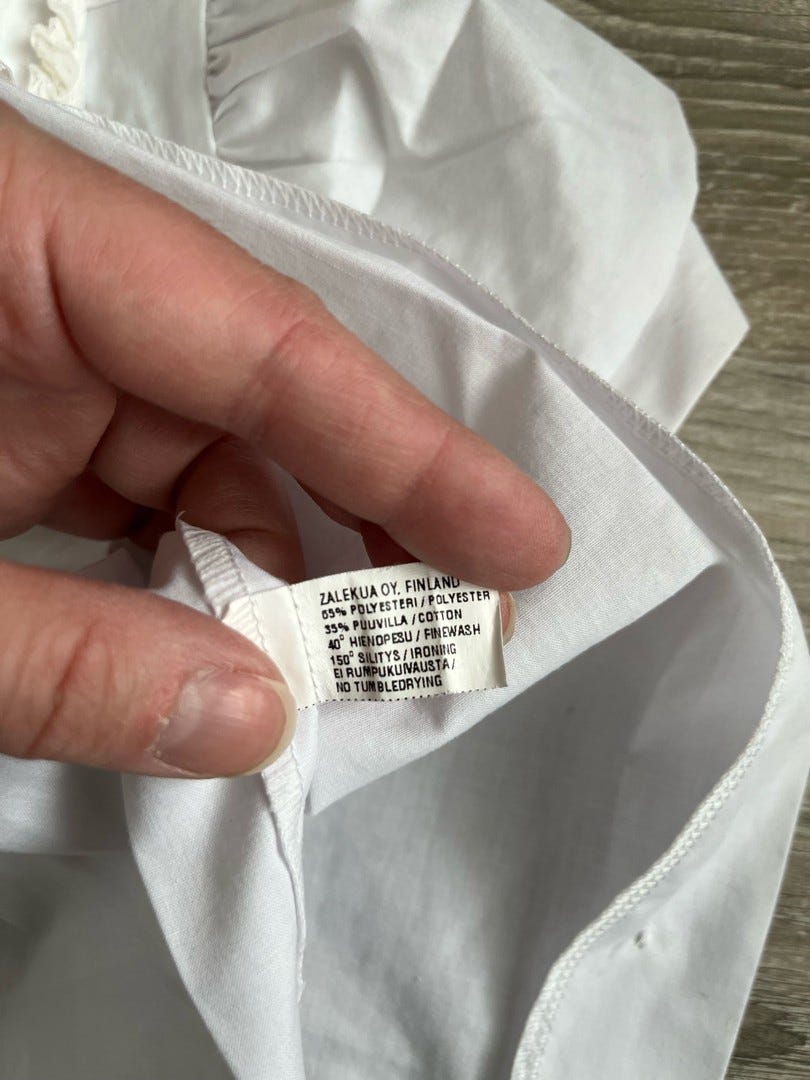 ZALEKUA OY. FINLAND
65% POLYESTERI / POLYESTER
35% PUUVILLA / COTTON
40° HIENOPESU / FINEWASH
150° SILITYS / IRONING
EI RUMPUKUIVAUSTA /
NO TUMBLEDRYING